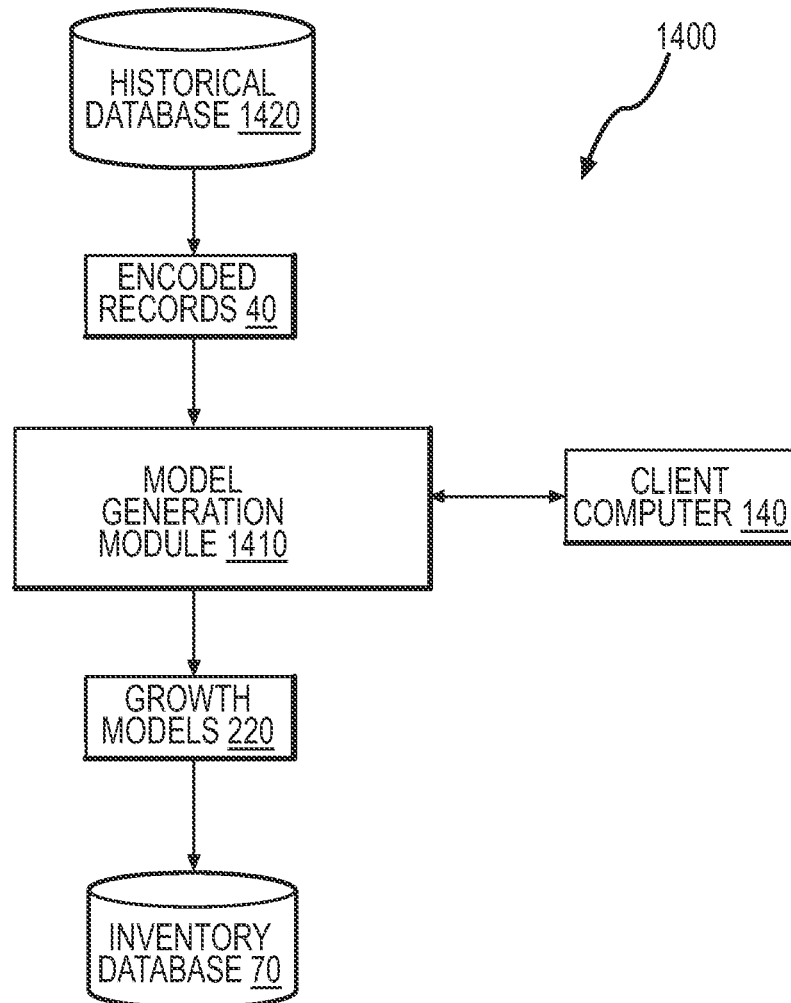 1400
HISTORICAL
DATABASE 1420
ENCODED
RECORDS 40
MODEL
GENERATION
MODULE 1410
CLIENT
COMPUTER 140
GROWTH
MODELS 220
INVENTORY
DATABASE 70